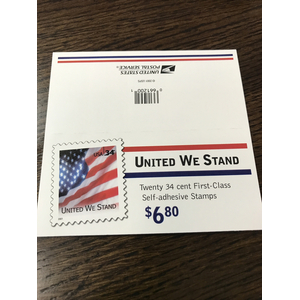 UNITED STATES
POSTAL SERVICE
USA 34
UNITED WE STAND
UNITED WE STAND
Twenty 34 cent First-Class
Self-adhesive Stamps
$6.80